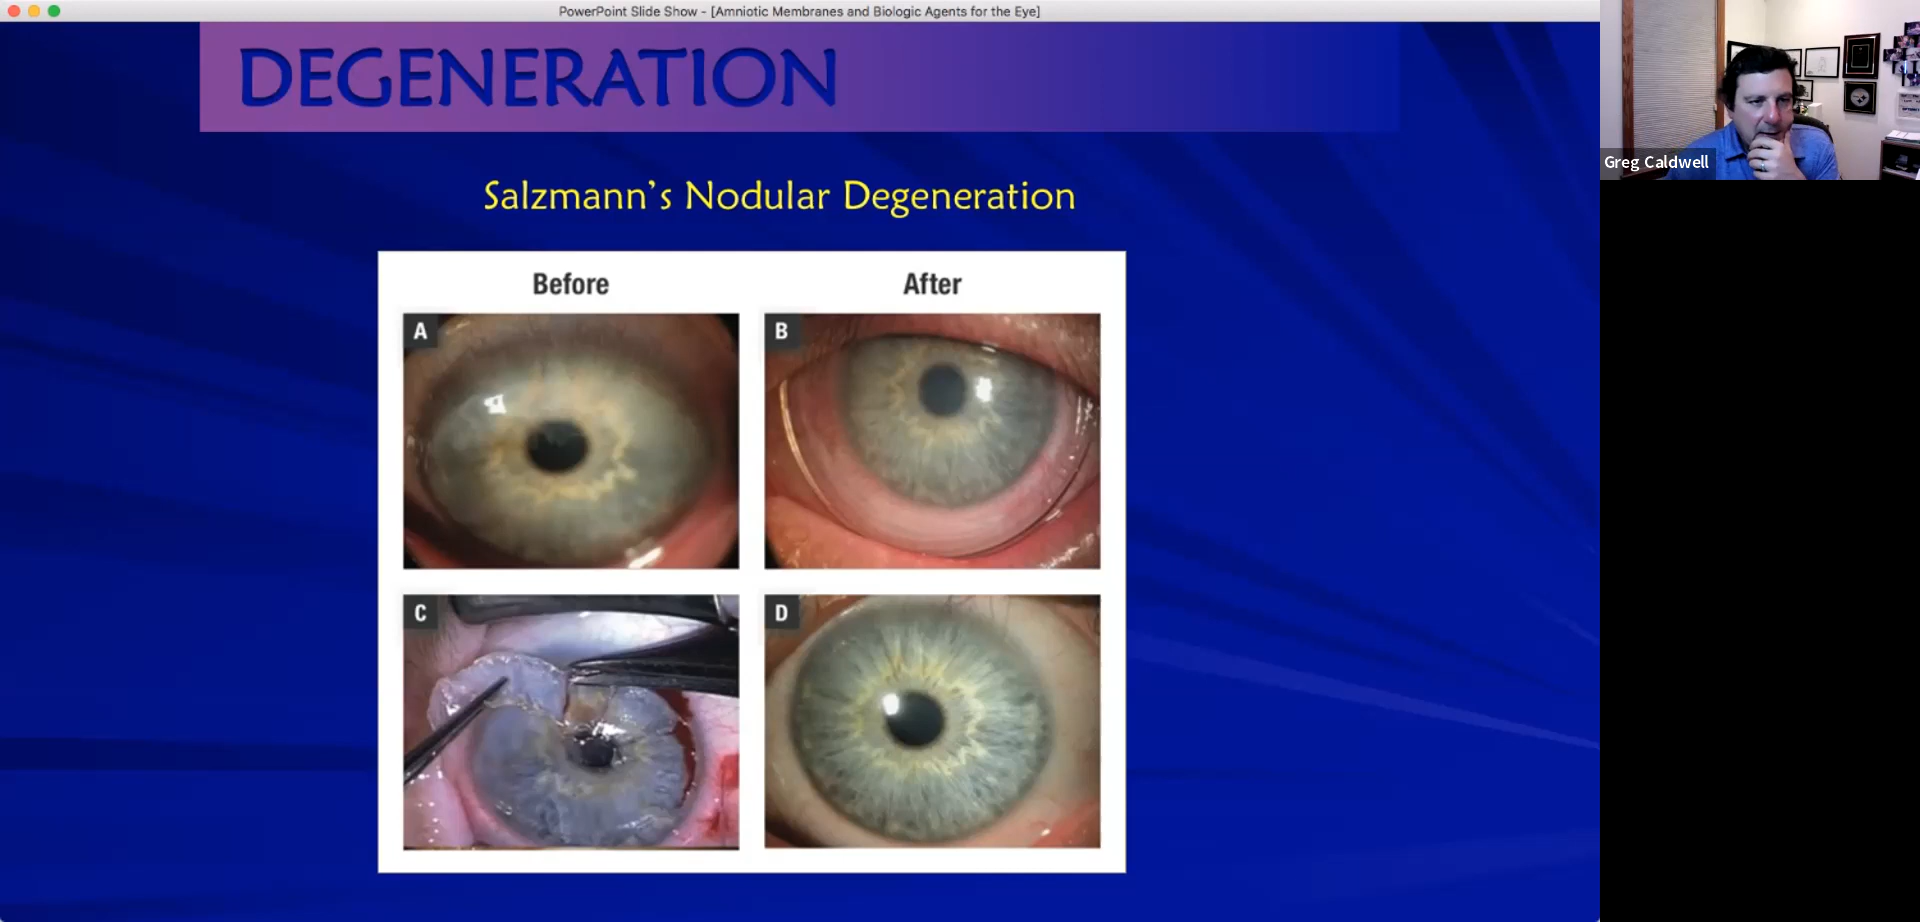 PowerPoint Slide Show - [Amniotic Membranes and Biologic Agents for the Eye]
DEGENERATION
Salzmann’s Nodular Degeneration
Before
After
A
B
C
D
Greg Caldwell